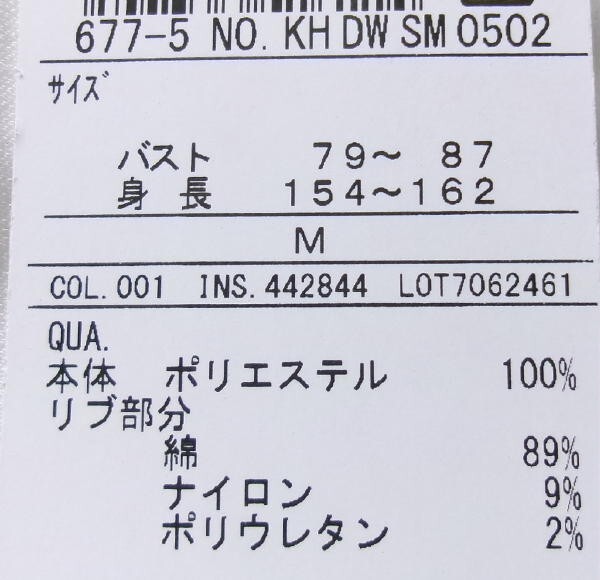 677-5 NO. KH DW SM 0502
サイズ
バスト 79～ 87
身 長 154～162
M
COL. 001 INS. 442844 LOT7062461
QUA.
本体 ポリエステル 100%
リブ部分
綿 89%
ナイロン 9%
ポリウレタン 2%